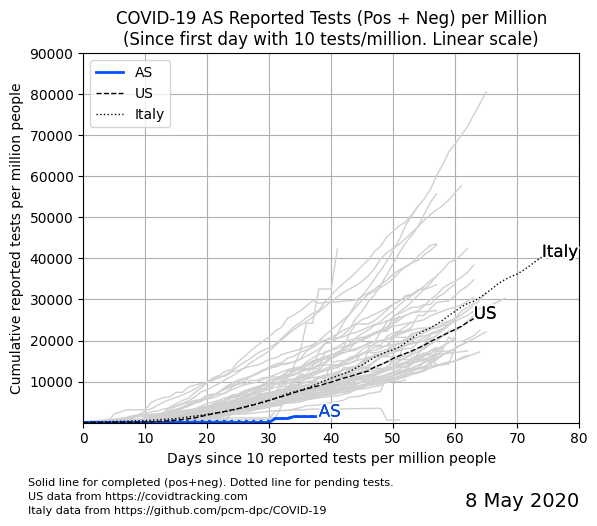 COVID-19 AS Reported Tests (Pos + Neg) per Million
(Since first day with 10 tests/million. Linear scale)
Cumulative reported tests per million people
90000
80000
70000
60000
50000
40000
30000
20000
10000
AS
US
Italy
Italy
US
AS
0 10 20 30 40 50 60 70 80
Days since 10 reported tests per million people
Solid line for completed (pos+neg). Dotted line for pending tests.
US data from https://covidtracking.com
Italy data from https://github.com/pcm-dpc/COVID-19
8 May 2020